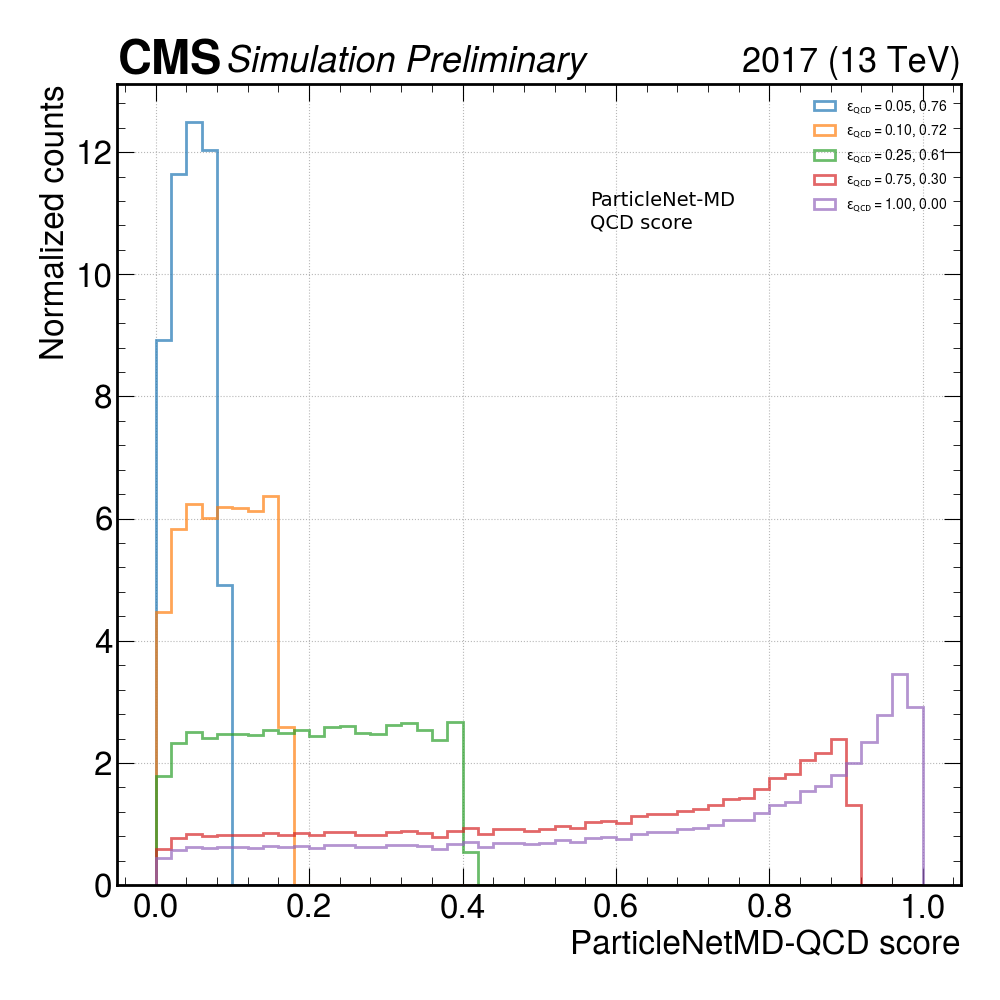 CMS Simulation Preliminary 2017 (13 TeV)
Normalized counts
ε_QCD = 0.05, 0.76
ε_QCD = 0.10, 0.72
ε_QCD = 0.25, 0.61
ε_QCD = 0.75, 0.30
ε_QCD = 1.00, 0.00
ParticleNet-MD
QCD score
12
10
8
6
4
2
0
0.0 0.2 0.4 0.6 0.8 1.0
ParticleNetMD-QCD score